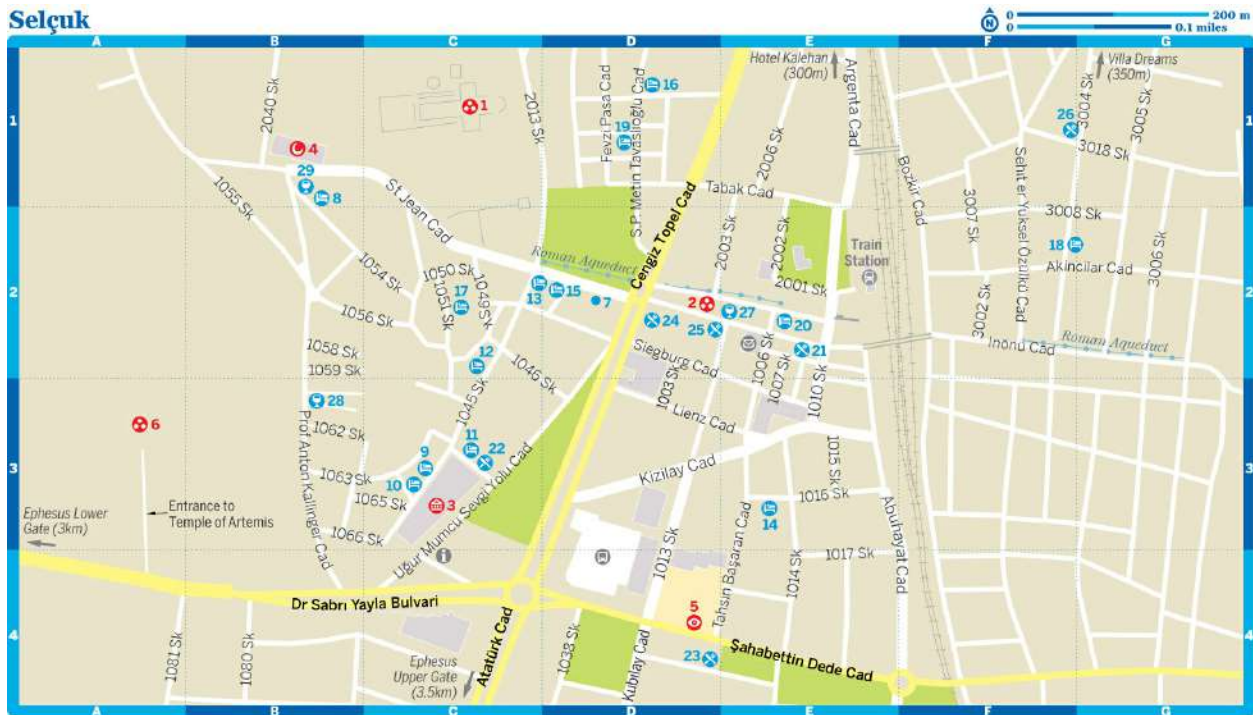 Selçuk
N
0
200 m
0
0.1 miles
A
B
C
D
E
F
G
1
1
2
2
3
3
4
4
A
B
C
D
E
F
G
Hotel Kalehan
(300m)
Villa Dreams
(350m)
2040 Sk
1
2013 Sk
Fevzi Paşa Cad
S.P. Metin Tavaslıoğlu Cad
16
19
2006 Sk
Argenta Cad
Bozkir Cad
26
3004 Sk
3005 Sk
3018 Sk
4
29
8
1055 Sk
St Jean Cad
Tabak Cad
Cengiz Topel Cad
3007 Sk
3008 Sk
Şehit er Yüksel Özülkü Cad
18
Akincilar Cad
3006 Sk
1054 Sk
1050 Sk
1051 Sk
1049 Sk
17
Roman Aqueduct
2003 Sk
2002 Sk
2001 Sk
Train
Station
13
15
7
2
27
24
25
20
21
3002 Sk
Inönü Cad
Roman Aqueduct
1056 Sk
1058 Sk
1059 Sk
12
1046 Sk
Siegburg Cad
1003 Sk
1006 Sk
1007 Sk
1010 Sk
1045 Sk
28
6
1062 Sk
Prof Anton Kallinger Cad
Lienz Cad
9
11
22
10
1063 Sk
1065 Sk
3
Uğur Mumcu Sevgi Yolu Cad
Kizilay Cad
1015 Sk
1016 Sk
14
Entrance to
Temple of Artemis
Ephesus Lower
Gate (3km)
1066 Sk
i
1013 Sk
Tahsin Başaran Cad
1014 Sk
1017 Sk
Abuhayat Cad
Dr Sabrı Yayla Bulvari
5
Atatürk Cad
1081 Sk
1080 Sk
Ephesus
Upper Gate
(3.5km)
1038 Sk
Kubilay Cad
23
Şahabettin Dede Cad